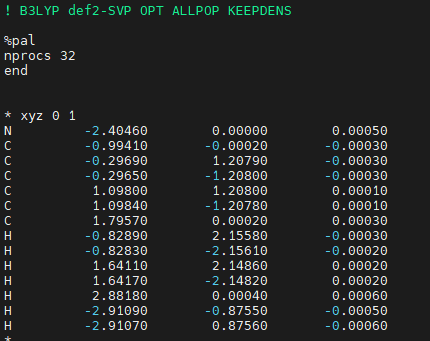 ! B3LYP def2-SVP OPT ALLPOP KEEPDENS
%pal
nprocs 32
end
* xyz 0 1
N -2.40460 0.00000 0.00050
C -0.99410 -0.00020 -0.00030
C -0.29690 1.20790 -0.00030
C -0.29650 -1.20800 -0.00030
C 1.09800 1.20800 0.00010
C 1.09840 -1.20780 0.00010
C 1.79570 0.00020 0.00030
H -0.82890 2.15580 -0.00030
H -0.82830 -2.15610 -0.00020
H 1.64110 2.14860 0.00020
H 1.64170 -2.14820 0.00020
H 2.88180 0.00040 0.00060
H -2.91090 -0.87550 -0.00050
H -2.91070 0.87560 -0.00060
*